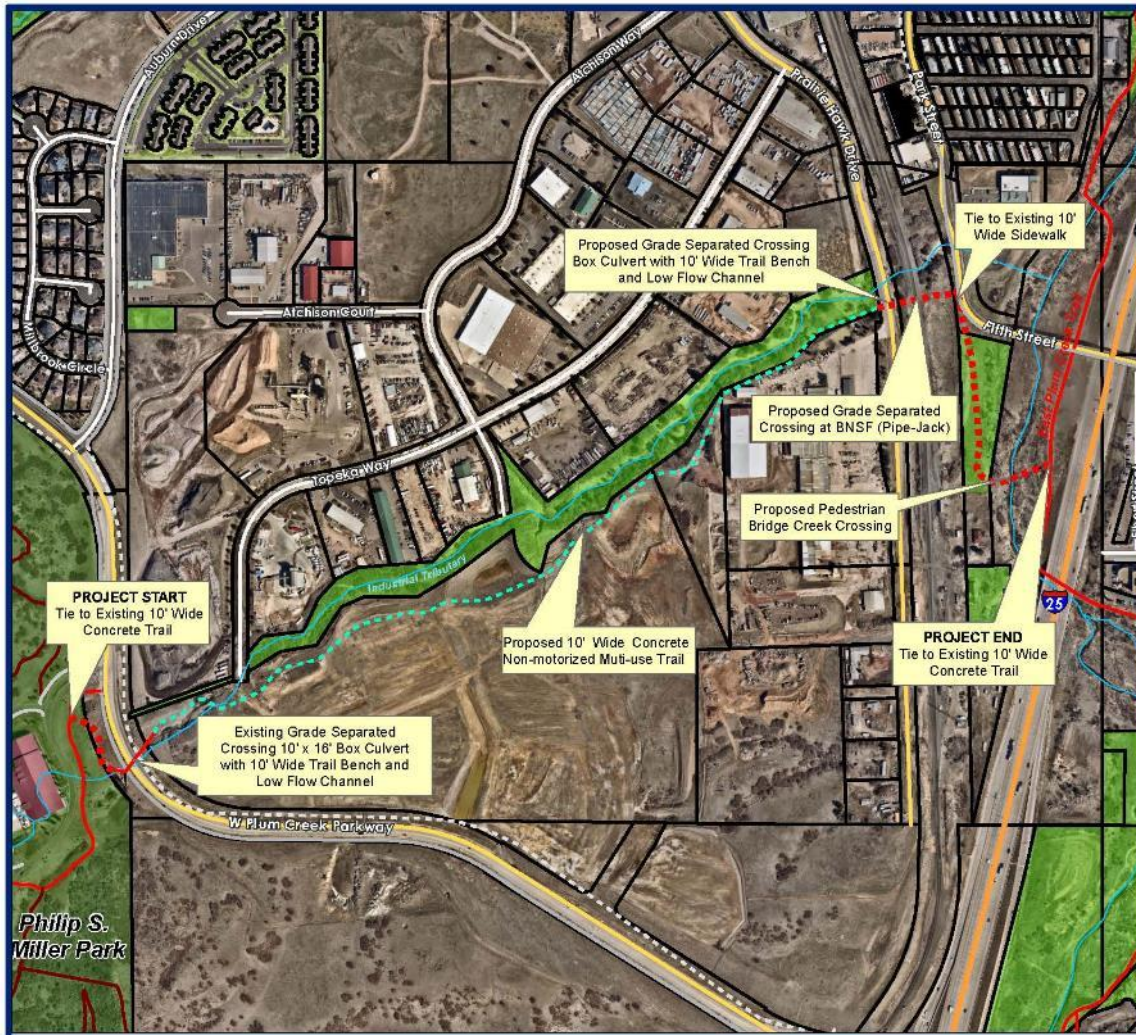 Auburn Drive
Atchison Way
Prairie Hawk Drive
Park Street
Millbrook Circle
Atchison Court
Proposed Grade Separated Crossing
Box Culvert with 10' Wide Trail Bench
and Low Flow Channel
Tie to Existing 10'
Wide Sidewalk
Fifth Street
East Plum Creek Trail
Topeka Way
Proposed Grade Separated
Crossing at BNSF (Pipe-Jack)
Proposed Pedestrian
Bridge Creek Crossing
Industrial Tributary
PROJECT START
Tie to Existing 10' Wide
Concrete Trail
Proposed 10' Wide Concrete
Non-motorized Muti-use Trail
25
PROJECT END
Tie to Existing 10' Wide
Concrete Trail
Existing Grade Separated
Crossing 10' x 16' Box Culvert
with 10' Wide Trail Bench and
Low Flow Channel
W Plum Creek Parkway
Philip S.
Miller Park